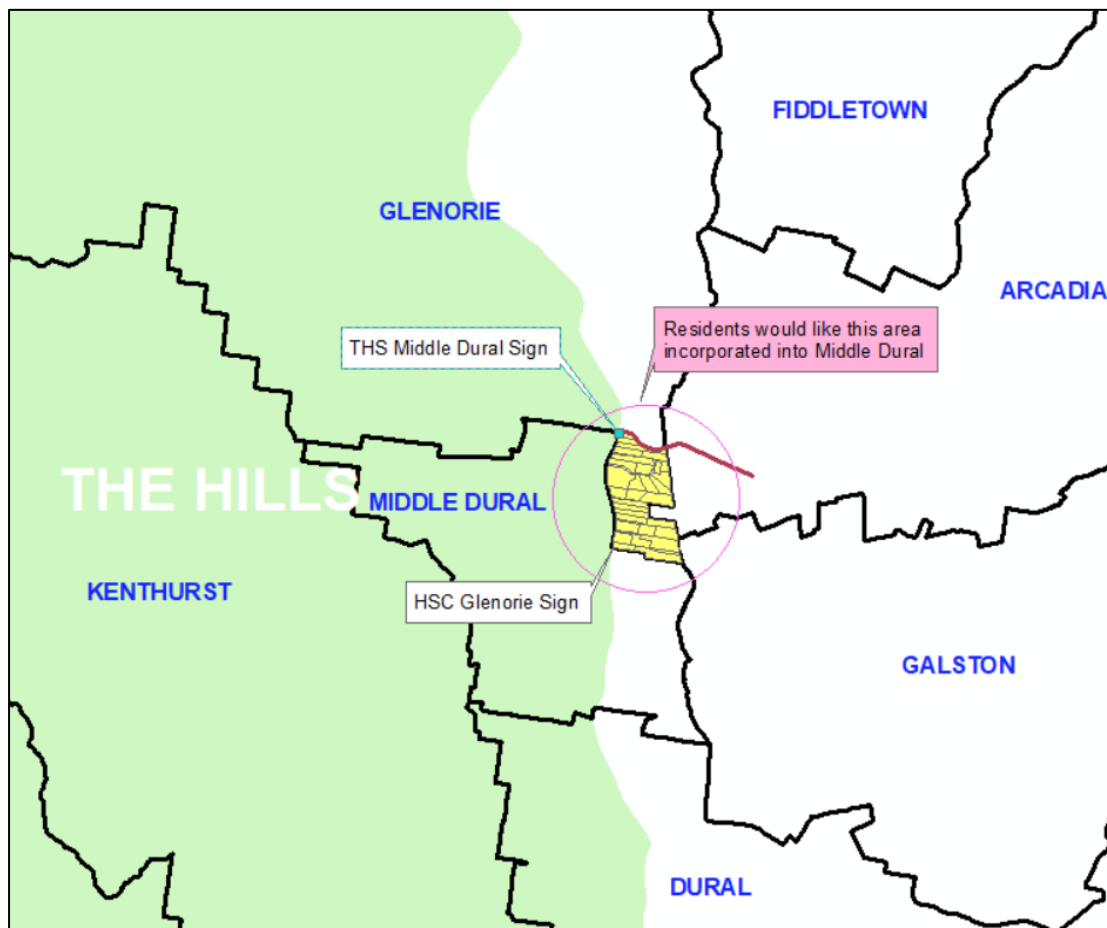 FIDDLETOWN
GLENORIE
ARCADIA
Residents would like this area
incorporated into Middle Dural
THS Middle Dural Sign
THE HILLS
MIDDLE DURAL
KENTHURST
HSC Glenorie Sign
GALSTON
DURAL